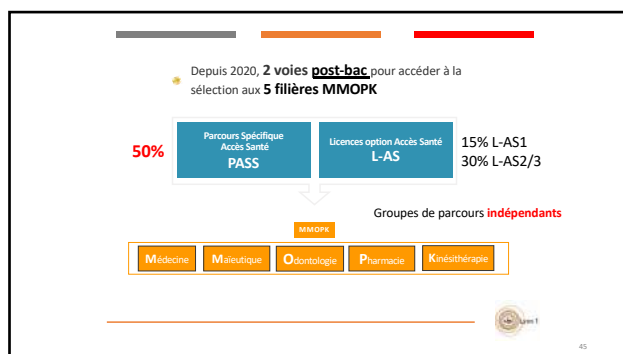 Depuis 2020, 2 voies post-bac pour accéder à la
sélection aux 5 filières MMOPK
50%
Parcours Spécifique
Accès Santé
PASS
Licences option Accès Santé
L-AS
15% L-AS1
30% L-AS2/3
Groupes de parcours indépendants
MMOPK
Médecine
Maïeutique
Odontologie
Pharmacie
Kinésithérapie
Lyon 1
45